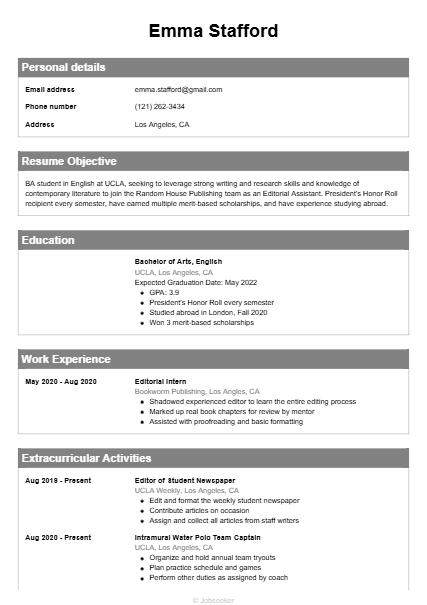 Emma Stafford
Personal details
Email address emma.stafford@gmail.com
Phone number (121) 262-3434
Address Los Angeles, CA
Resume Objective
BA student in English at UCLA, seeking to leverage strong writing and research skills and knowledge of
contemporary literature to join the Random House Publishing team as an Editorial Assistant. President's Honor Roll
recipient every semester, have earned multiple merit-based scholarships, and have experience studying abroad.
Education
Bachelor of Arts, English
UCLA, Los Angeles, CA
Expected Graduation Date: May 2022
• GPA: 3.9
• President's Honor Roll every semester
• Studied abroad in London, Fall 2020
• Won 3 merit-based scholarships
Work Experience
May 2020 - Aug 2020 Editorial Intern
Bookworm Publishing, Los Angles, CA
• Shadowed experienced editor to learn the entire editing process
• Marked up real book chapters for review by mentor
• Assisted with proofreading and basic formatting
Extracurricular Activities
Aug 2019 - Present Editor of Student Newspaper
UCLA Weekly, Los Angeles, CA
• Edit and format the weekly student newspaper
• Contribute articles on occasion
• Assign and collect all articles from staff writers
Aug 2020 - Present Intramural Water Polo Team Captain
UCLA, Los Angeles, CA
• Organize and hold annual team tryouts
• Plan practice schedule and games
• Perform other duties as assigned by coach
© Jobseeker